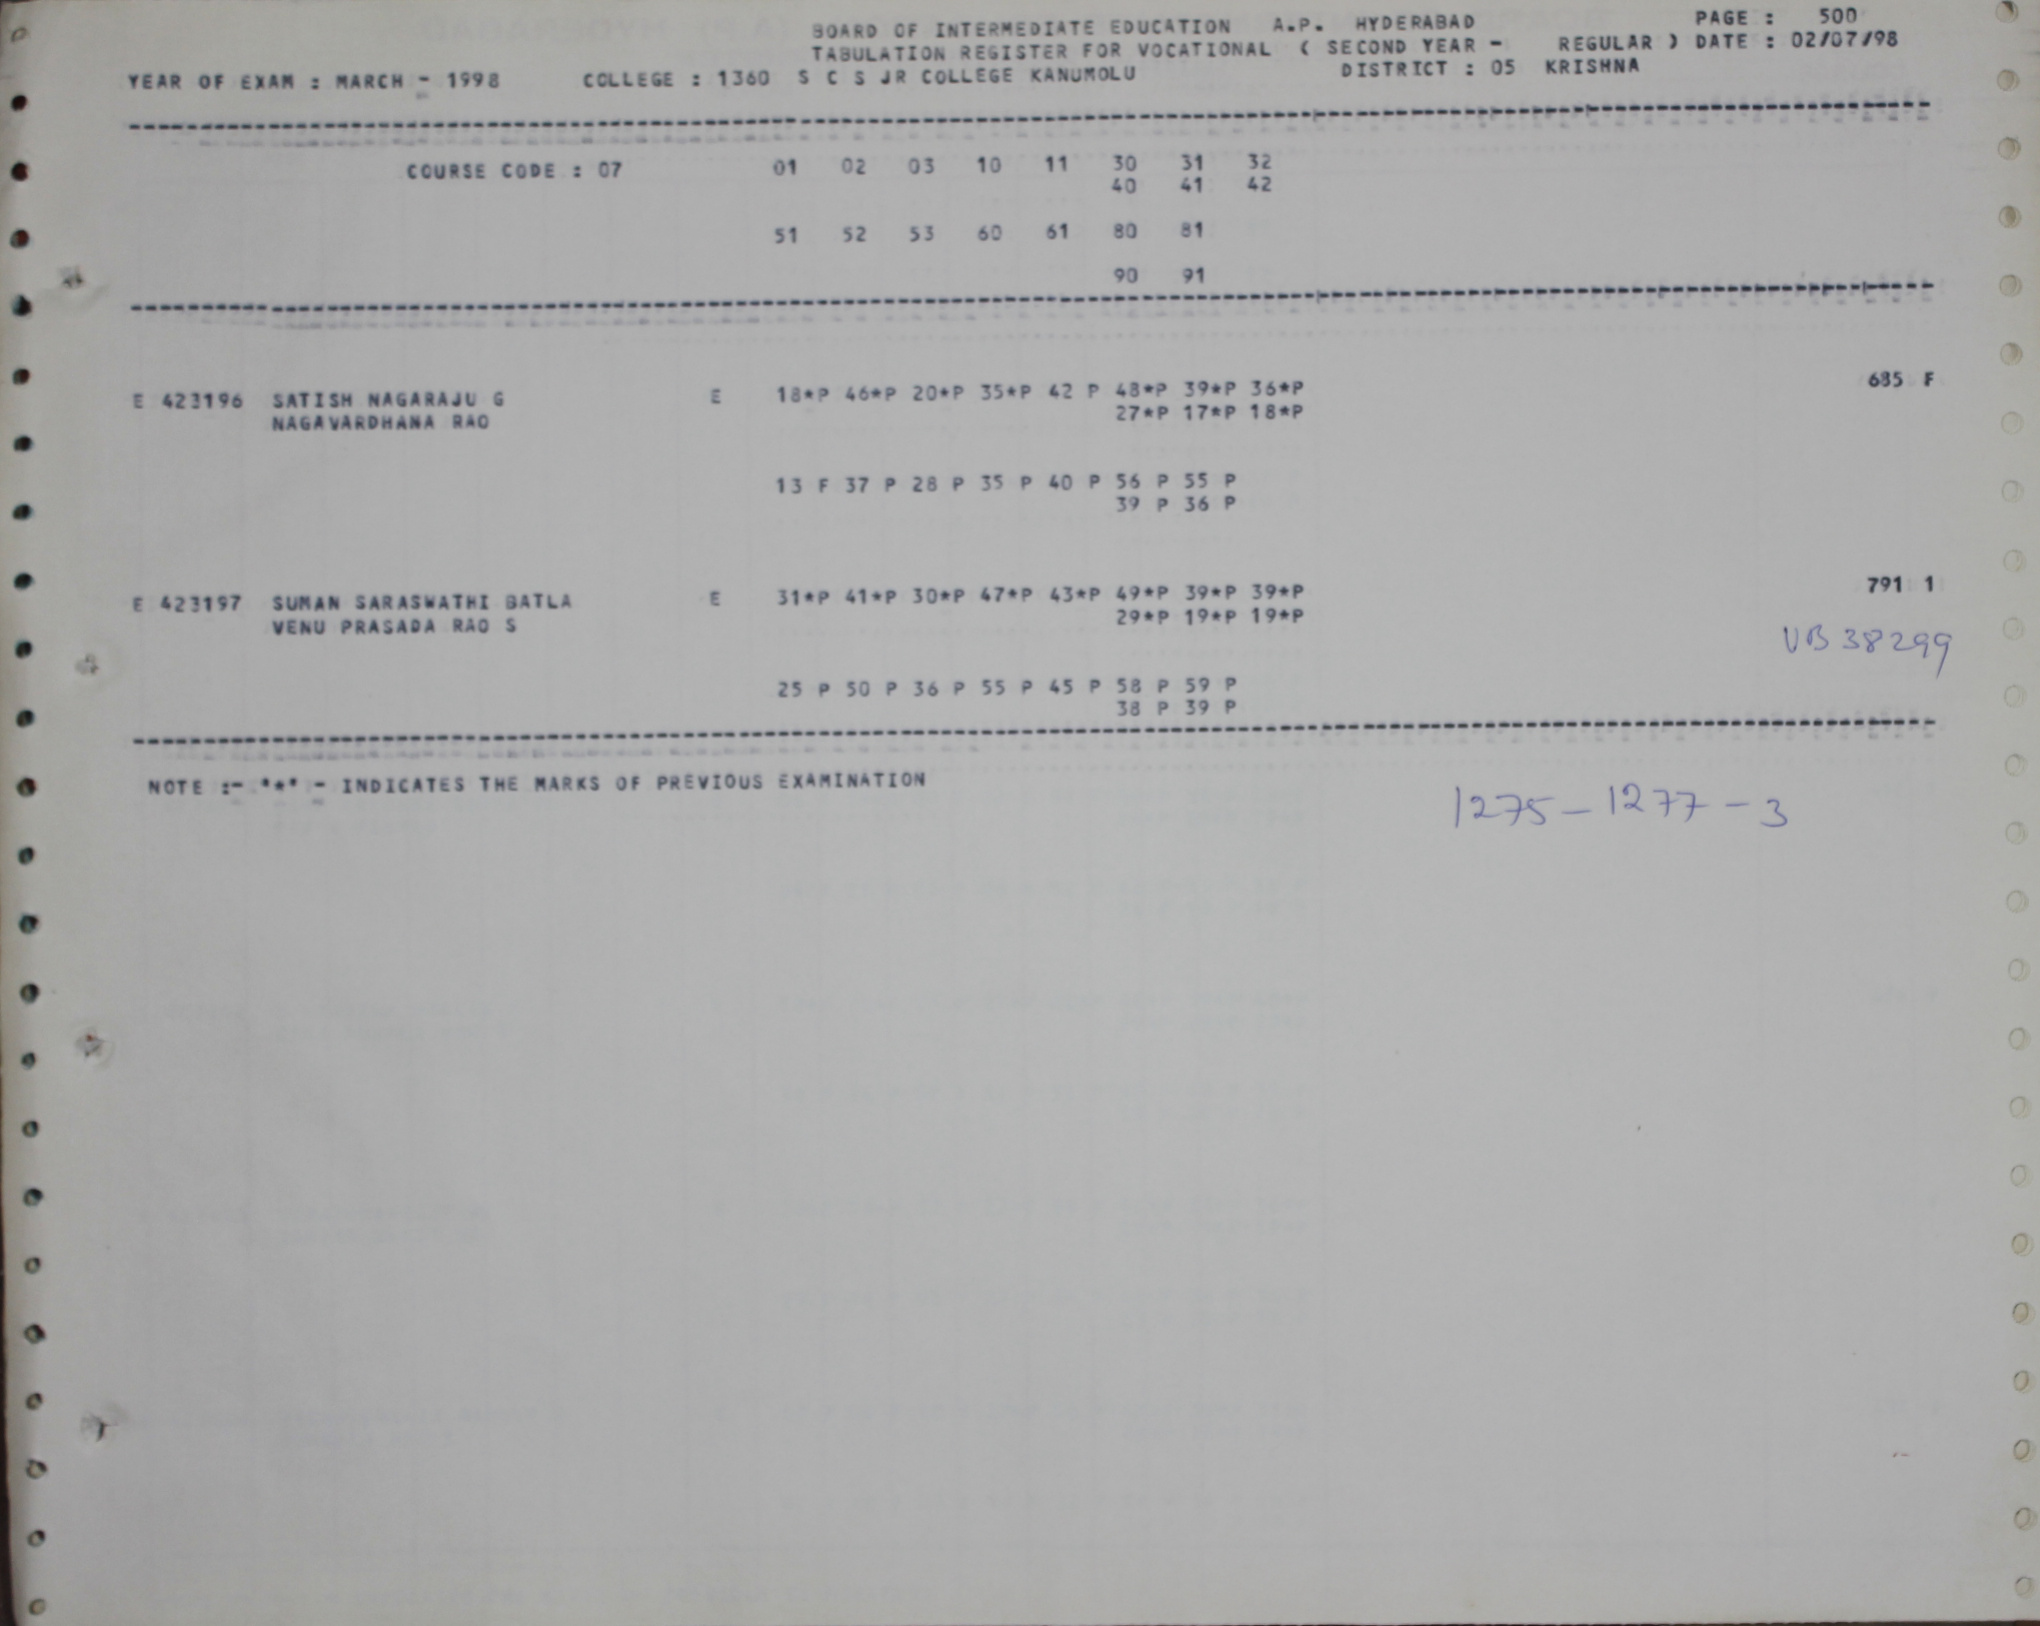 BOARD OF INTERMEDIATE EDUCATION A.P. HYDERABAD PAGE : 500
TABULATION REGISTER FOR VOCATIONAL ( SECOND YEAR - REGULAR ) DATE : 02/07/98
YEAR OF EXAM : MARCH - 1998 COLLEGE : 1360 S C S JR COLLEGE KANUMOLU DISTRICT : 05 KRISHNA
COURSE CODE : 07 01 02 03 10 11 30 31 32
40 41 42
51 52 53 60 61 80 81
90 91
E 423196 SATISH NAGARAJU G E 18*P 46*P 20*P 35*P 42 P 48*P 39*P 36*P 685 F
NAGAVARDHANA RAO 27*P 17*P 18*P
13 F 37 P 28 P 35 P 40 P 56 P 55 P
39 P 36 P
E 423197 SUMAN SARASWATHI BATLA E 31*P 41*P 30*P 47*P 43*P 49*P 39*P 39*P 791 1
VENU PRASADA RAO S 29*P 19*P 19*P
VB 38299
25 P 50 P 36 P 55 P 45 P 58 P 59 P
38 P 39 P
NOTE :- "*" - INDICATES THE MARKS OF PREVIOUS EXAMINATION
1275 - 1277 - 3